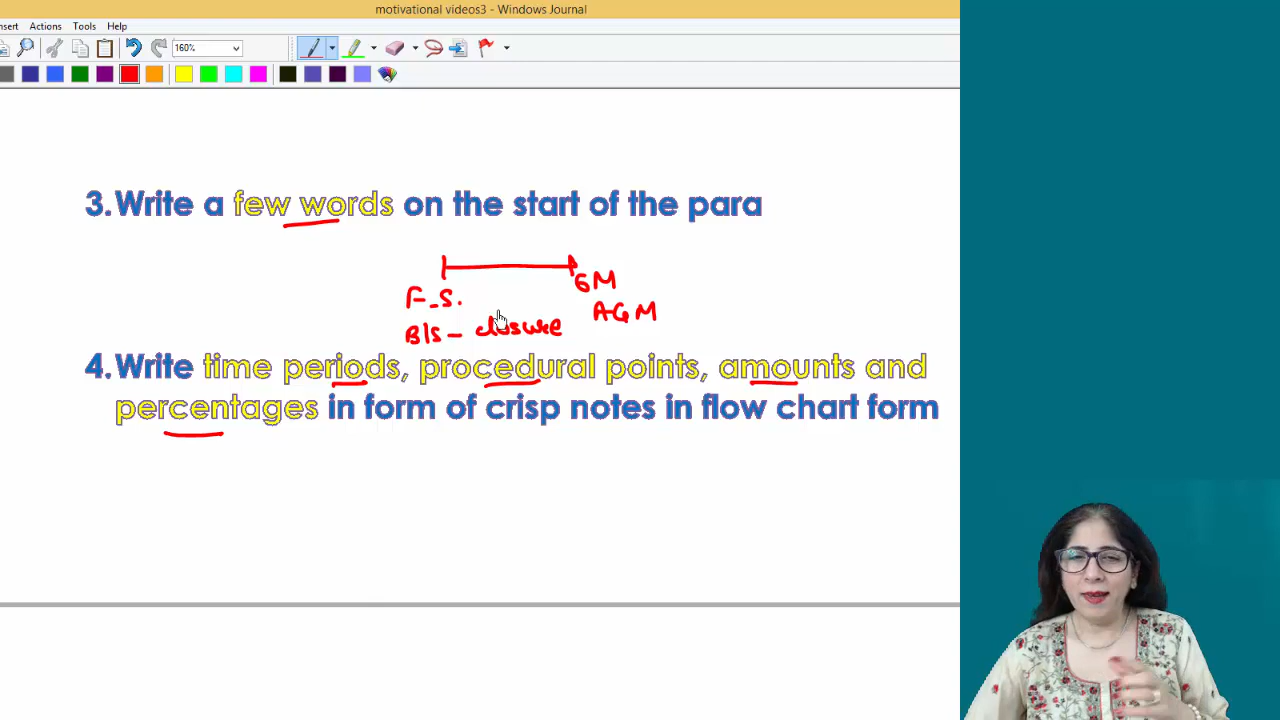 motivational videos3 - Windows Journal
nsert Actions Tools Help
160%
3. Write a few words on the start of the para
6M
F-S.
AGM
B/S - closure
4. Write time periods, procedural points, amounts and
percentages in form of crisp notes in flow chart form